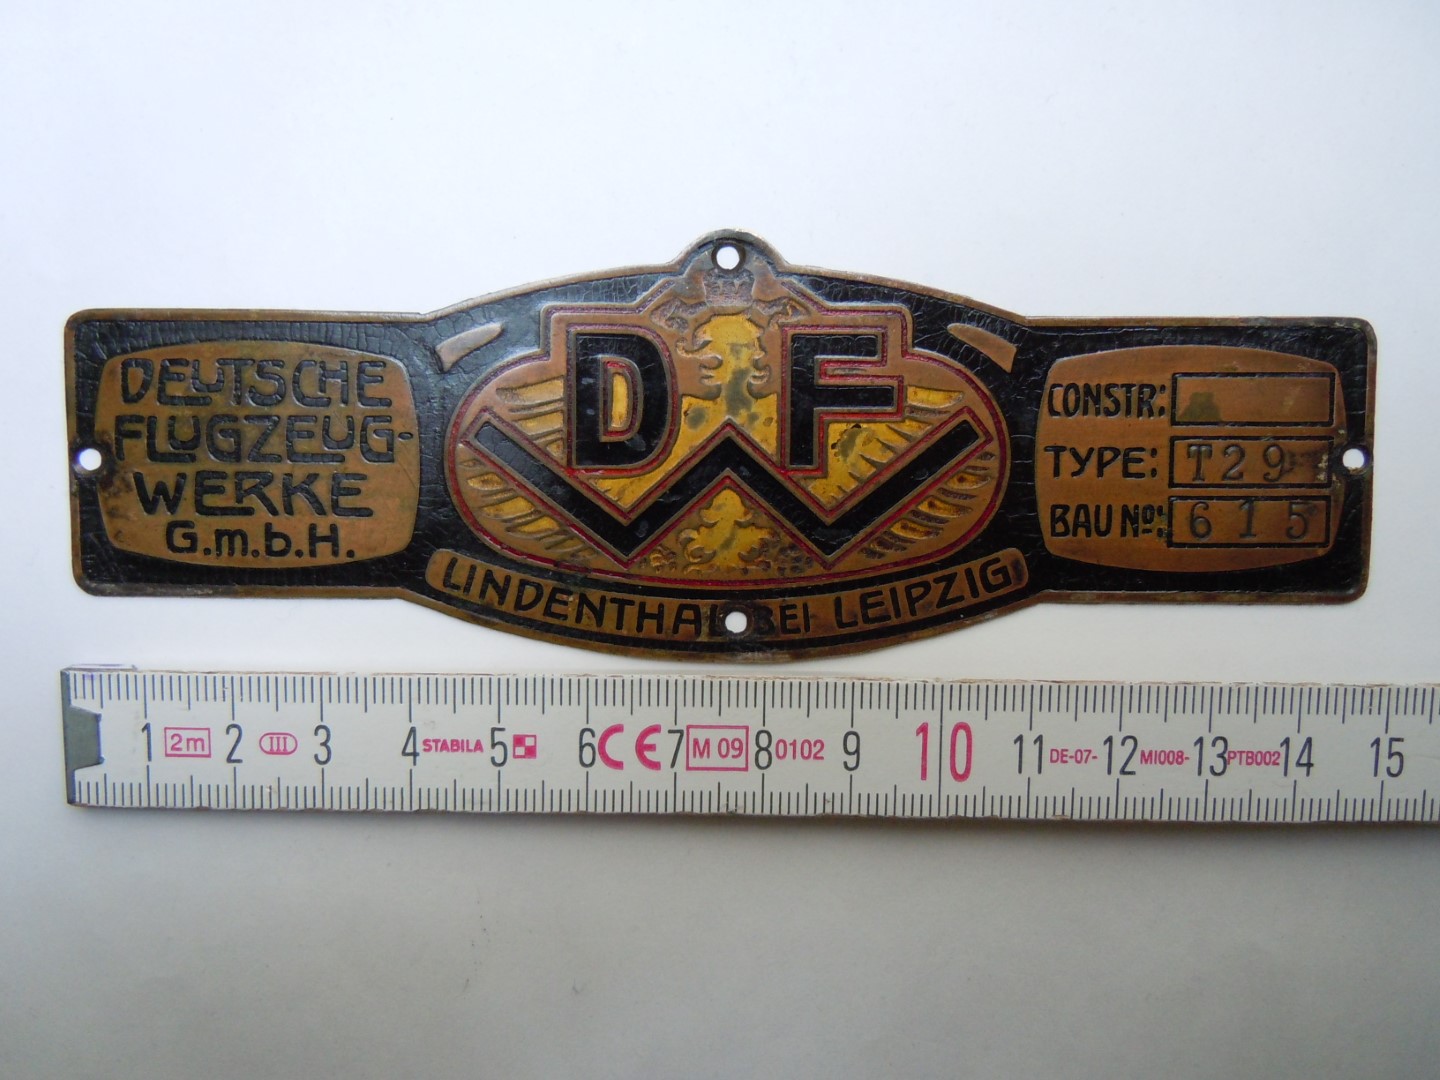 DEUTSCHE
FLUGZEUG-
WERKE
G.m.b.H.
DFW
LINDENTHAL BEI LEIPZIG
CONSTR:
TYPE: T29
BAU No: 615
1 2m 2 III 3 4 STABILA 5 6 CE 7 M 09 8 0102 9 10 11 DE-07- 12 MI008- 13 PTB002 14 15